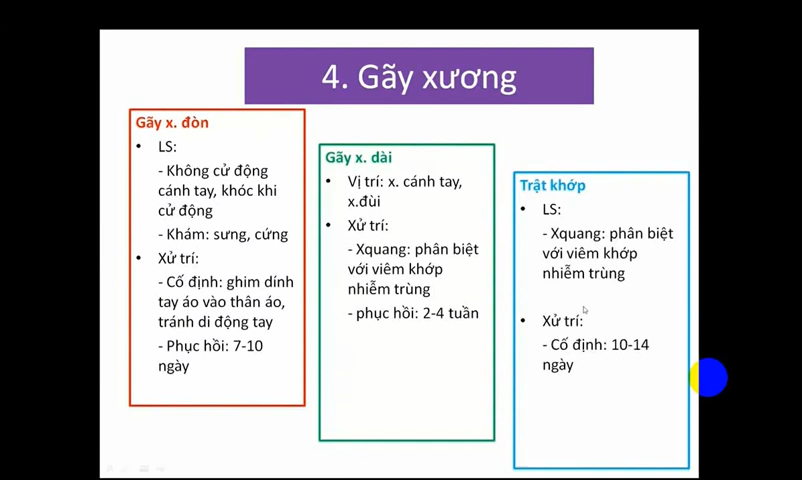 4. Gãy xương
Gãy x. đòn
• LS:
- Không cử động
cánh tay, khóc khi
cử động
- Khám: sưng, cứng
• Xử trí:
- Cố định: ghim dính
tay áo vào thân áo,
tránh di động tay
- Phục hồi: 7-10
ngày
Gãy x. dài
• Vị trí: x. cánh tay,
x.đùi
• Xử trí:
- Xquang: phân biệt
với viêm khớp
nhiễm trùng
- phục hồi: 2-4 tuần
Trật khớp
• LS:
- Xquang: phân biệt
với viêm khớp
nhiễm trùng
• Xử trí:
- Cố định: 10-14
ngày